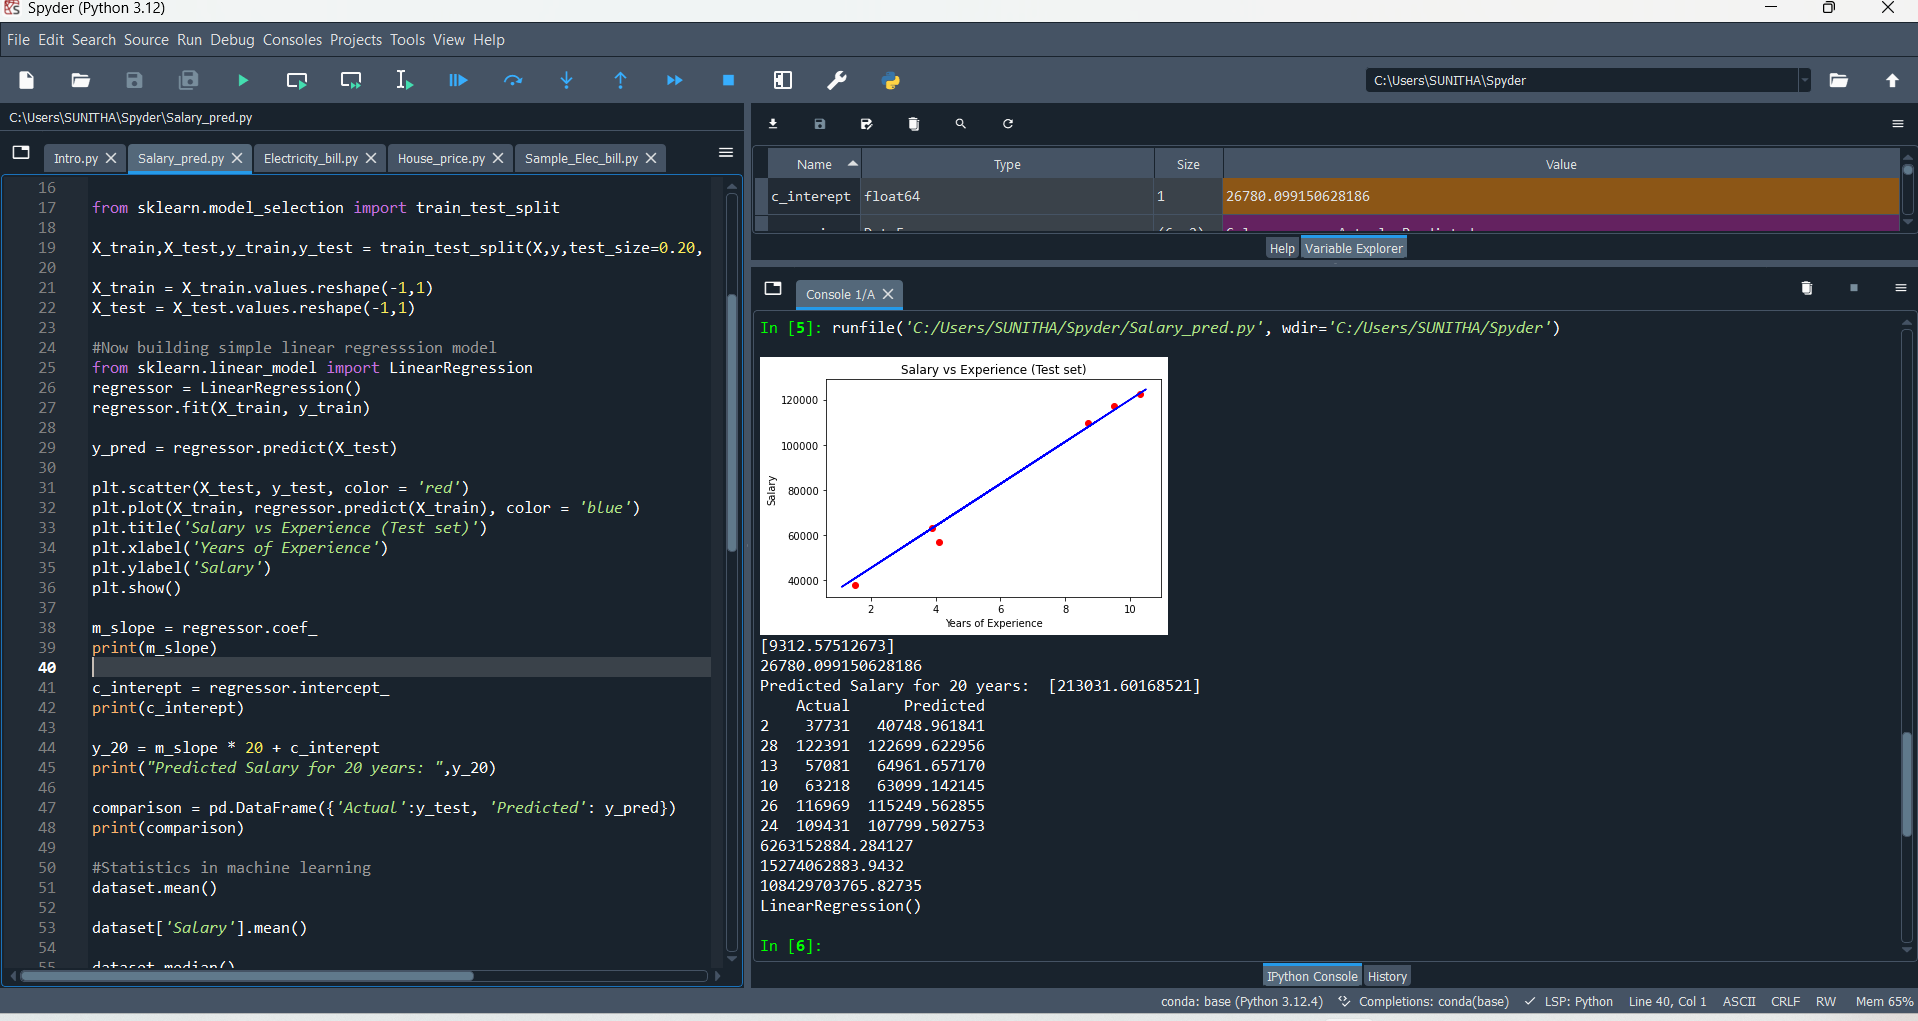 Spyder (Python 3.12)
File Edit Search Source Run Debug Consoles Projects Tools View Help
C:\Users\SUNITHA\Spyder
C:\Users\SUNITHA\Spyder\Salary_pred.py
Intro.py Salary_pred.py Electricity_bill.py House_price.py Sample_Elec_bill.py
16
17 from sklearn.model_selection import train_test_split
18
19 X_train,X_test,y_train,y_test = train_test_split(X,y,test_size=0.20,
20
21 X_train = X_train.values.reshape(-1,1)
22 X_test = X_test.values.reshape(-1,1)
23
24 #Now building simple linear regresssion model
25 from sklearn.linear_model import LinearRegression
26 regressor = LinearRegression()
27 regressor.fit(X_train, y_train)
28
29 y_pred = regressor.predict(X_test)
30
31 plt.scatter(X_test, y_test, color = 'red')
32 plt.plot(X_train, regressor.predict(X_train), color = 'blue')
33 plt.title('Salary vs Experience (Test set)')
34 plt.xlabel('Years of Experience')
35 plt.ylabel('Salary')
36 plt.show()
37
38 m_slope = regressor.coef_
39 print(m_slope)
40
41 c_interept = regressor.intercept_
42 print(c_interept)
43
44 y_20 = m_slope * 20 + c_interept
45 print("Predicted Salary for 20 years: ",y_20)
46
47 comparison = pd.DataFrame({'Actual':y_test, 'Predicted': y_pred})
48 print(comparison)
49
50 #Statistics in machine learning
51 dataset.mean()
52
53 dataset['Salary'].mean()
54
55 dataset.median()
Name Type Size Value
c_interept float64 1 26780.099150628186
Help Variable Explorer
Console 1/A
In [5]: runfile('C:/Users/SUNITHA/Spyder/Salary_pred.py', wdir='C:/Users/SUNITHA/Spyder')
Salary vs Experience (Test set)
120000
100000
80000
60000
40000
Salary
2 4 6 8 10
Years of Experience
[9312.57512673]
26780.099150628186
Predicted Salary for 20 years: [213031.60168521]
Actual Predicted
2 37731 40748.961841
28 122391 122699.622956
13 57081 64961.657170
10 63218 63099.142145
26 116969 115249.562855
24 109431 107799.502753
6263152884.284127
15274062883.9432
108429703765.82735
LinearRegression()
In [6]:
IPython Console History
conda: base (Python 3.12.4) Completions: conda(base) LSP: Python Line 40, Col 1 ASCII CRLF RW Mem 65%